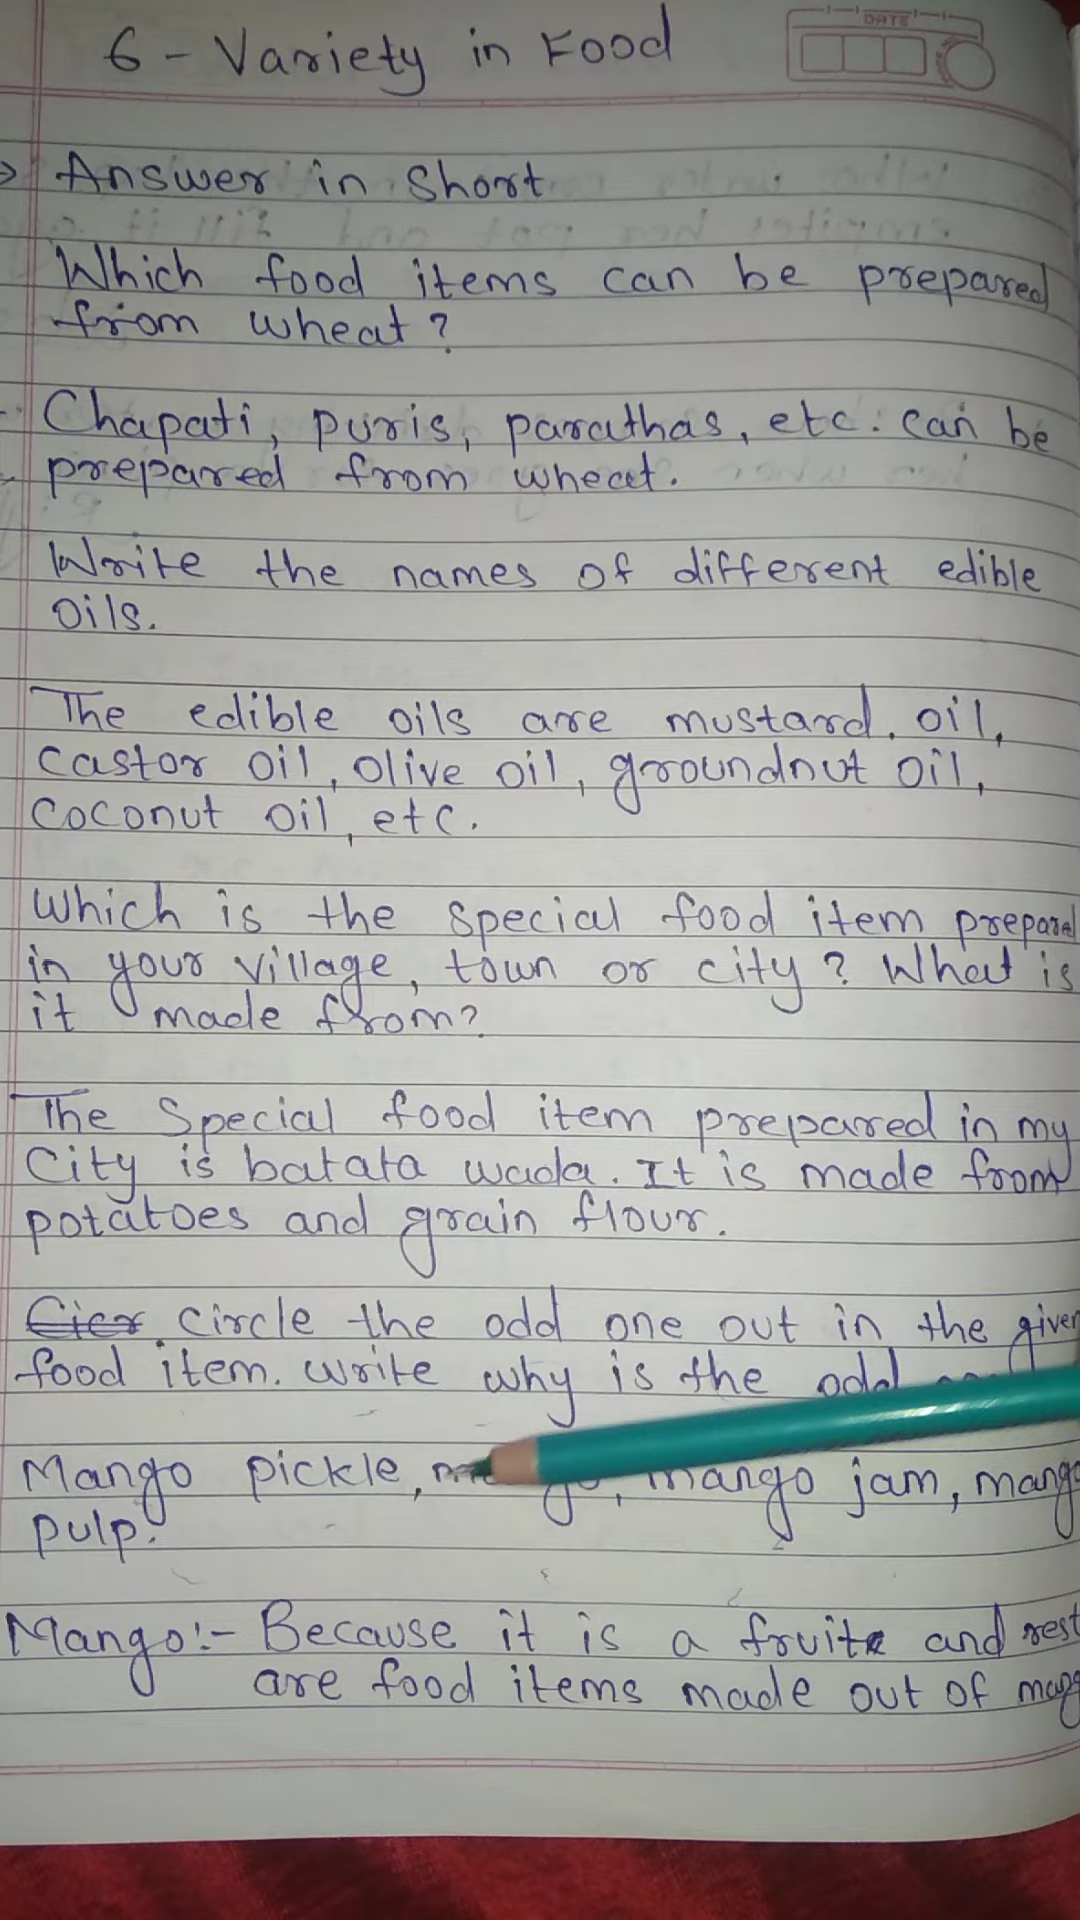 6 - Variety in Food
DATE
Answer in short
Which food items can be prepared
from wheat?
Chapati, puris, parathas, etc. can be
prepared from wheat.
Write the names of different edible
oils.
The edible oils are mustard oil,
castor oil, olive oil, groundnut oil,
coconut oil, etc.
Which is the special food item prepared
in your village, town or city? What is
it made from?
The special food item prepared in my
city is batata wada. It is made from
potatoes and grain flour.
circle the odd one out in the given
food item. write why is the odd
Mango pickle, mango, mango jam, mango
pulp.
Mango:- Because it is a fruit and rest
are food items made out of